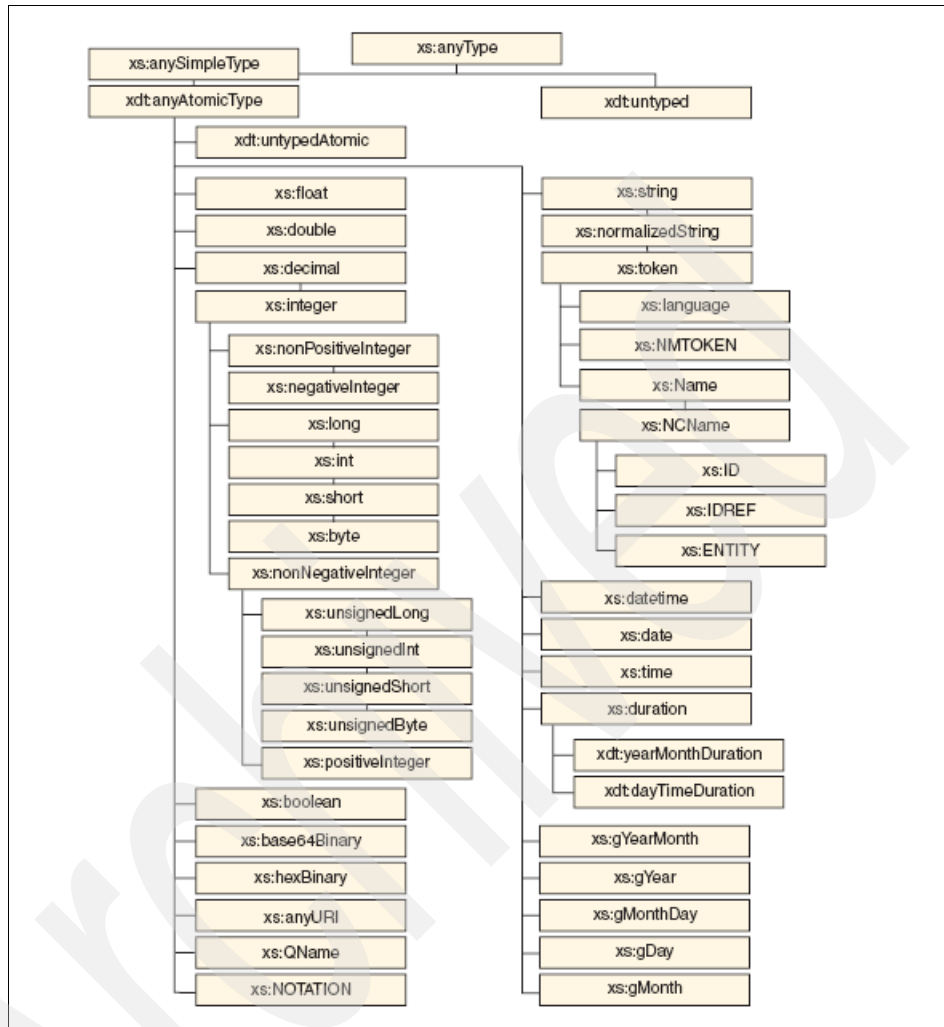 xs:anyType
xs:anySimpleType
xdt:anyAtomicType
xdt:untyped
xdt:untypedAtomic
xs:float
xs:double
xs:decimal
xs:integer
xs:nonPositiveInteger
xs:negativeInteger
xs:long
xs:int
xs:short
xs:byte
xs:nonNegativeInteger
xs:unsignedLong
xs:unsignedInt
xs:unsignedShort
xs:unsignedByte
xs:positiveInteger
xs:boolean
xs:base64Binary
xs:hexBinary
xs:anyURI
xs:QName
xs:NOTATION
xs:string
xs:normalizedString
xs:token
xs:language
xs:NMTOKEN
xs:Name
xs:NCName
xs:ID
xs:IDREF
xs:ENTITY
xs:datetime
xs:date
xs:time
xs:duration
xdt:yearMonthDuration
xdt:dayTimeDuration
xs:gYearMonth
xs:gYear
xs:gMonthDay
xs:gDay
xs:gMonth
Archived